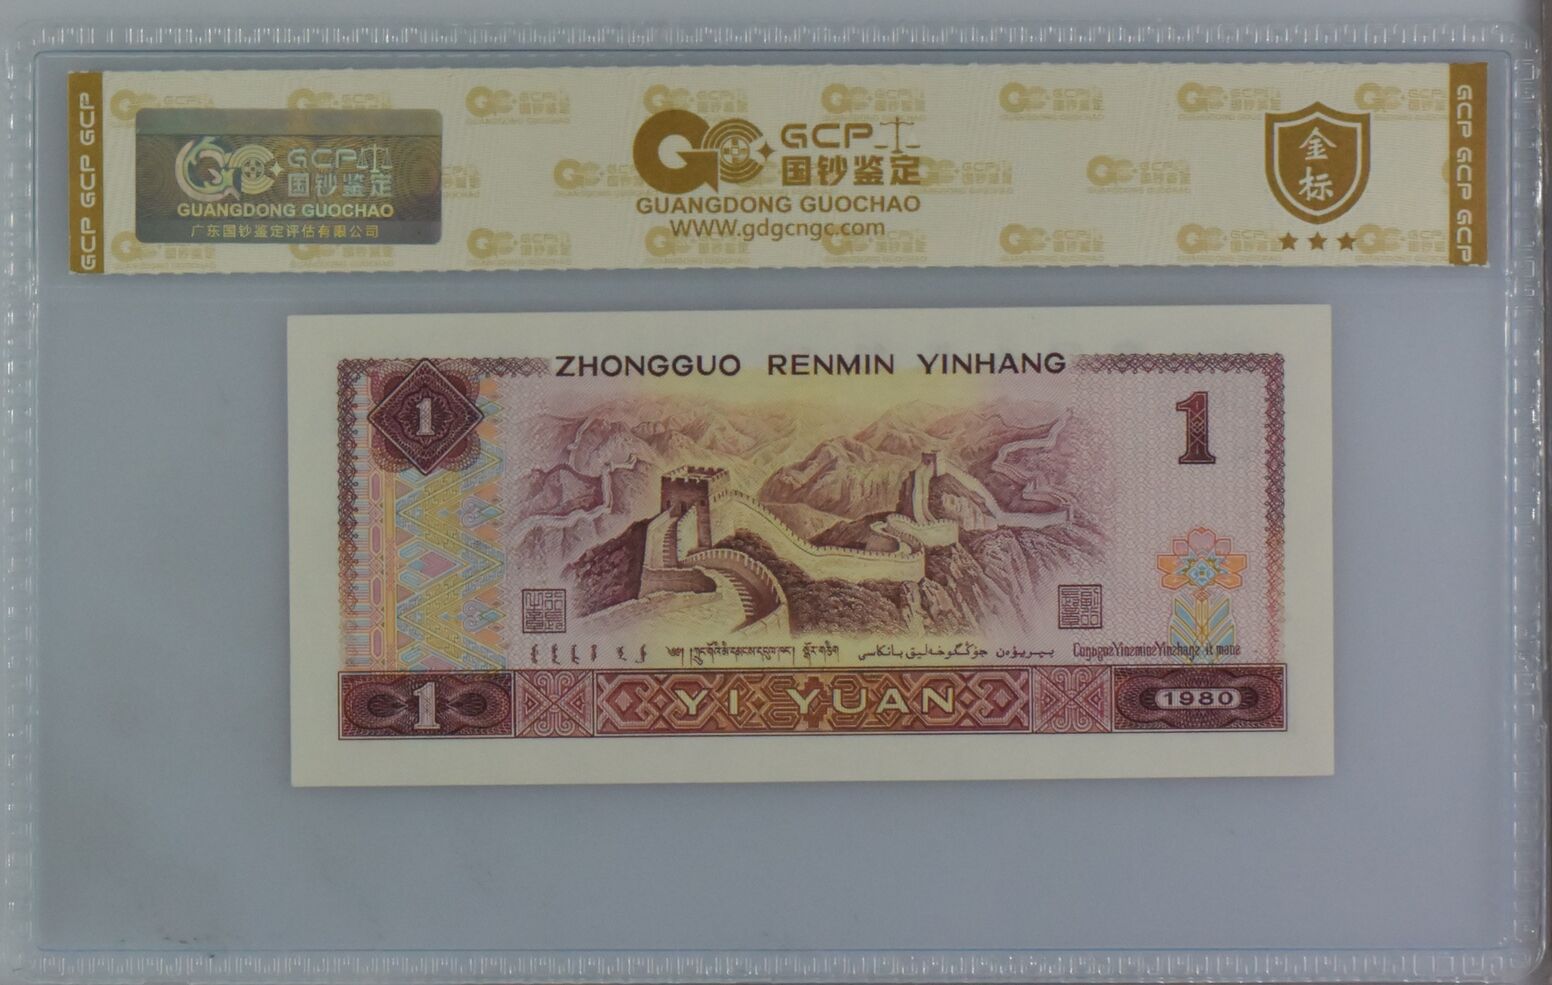 GCP GCP GCP
GCP
国钞鉴定
GUANGDONG GUOCHAO
广东国钞鉴定评估有限公司
GCP
国钞鉴定
GUANGDONG GUOCHAO
WWW.gdgcngc.com
金标
GCP GCP GCP
ZHONGGUO RENMIN YINHANG
1
1
1
YI YUAN
1980